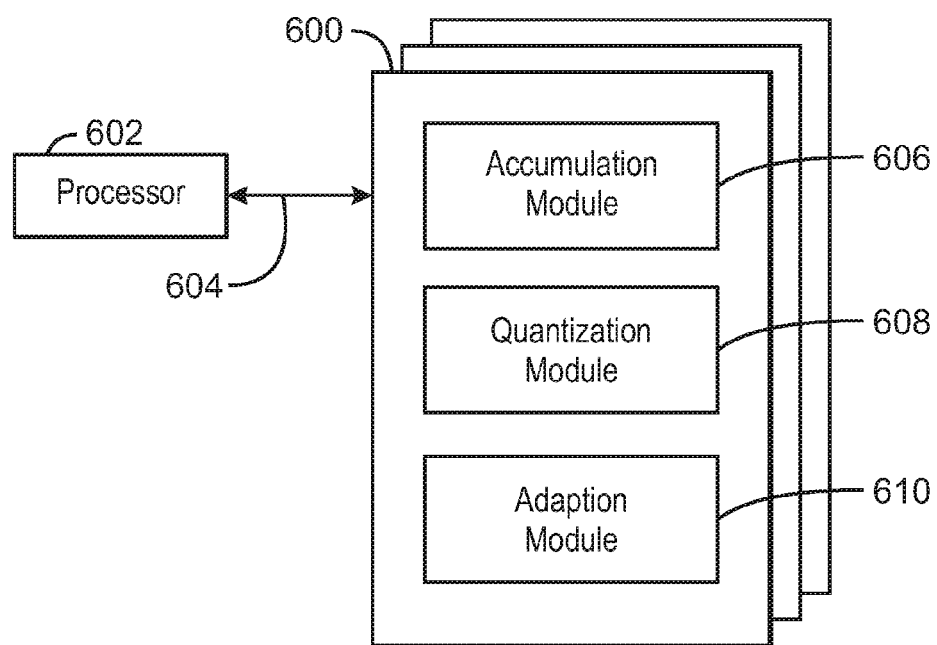 600
602
Processor
604
Accumulation
Module
606
Quantization
Module
608
Adaption
Module
610